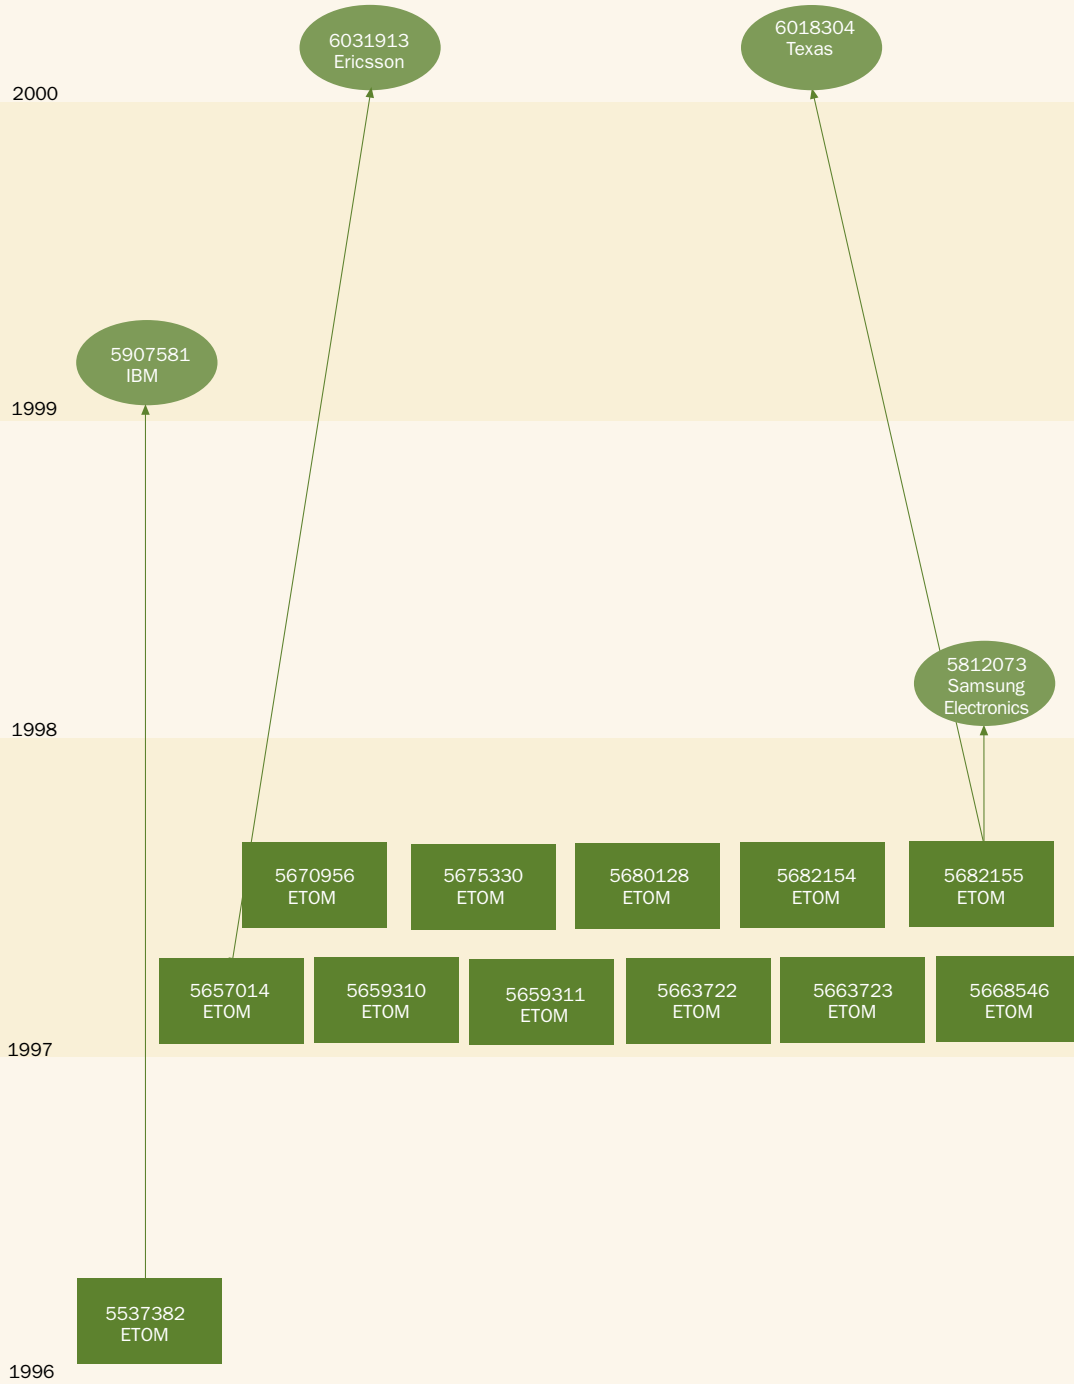 6031913
Ericsson
6018304
Texas
2000
5907581
IBM
1999
5812073
Samsung
Electronics
1998
5670956
ETOM
5675330
ETOM
5680128
ETOM
5682154
ETOM
5682155
ETOM
5657014
ETOM
5659310
ETOM
5659311
ETOM
5663722
ETOM
5663723
ETOM
5668546
ETOM
1997
5537382
ETOM
1996